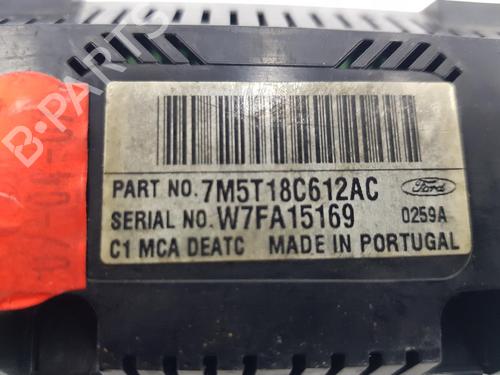 B-PARTS
PART NO. 7M5T18C612AC
Ford
SERIAL NO. W7FA15169
0259A
C1 MCA DEATC MADE IN PORTUGAL